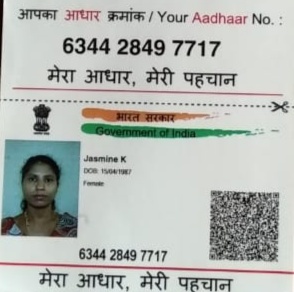 आपका आधार क्रमांक / Your Aadhaar No. :
6344 2849 7717
मेरा आधार, मेरी पहचान
भारत सरकार
Government of India
Jasmine K
DOB: 15/04/1987
Female
6344 2849 7717
मेरा आधार, मेरी पहचान